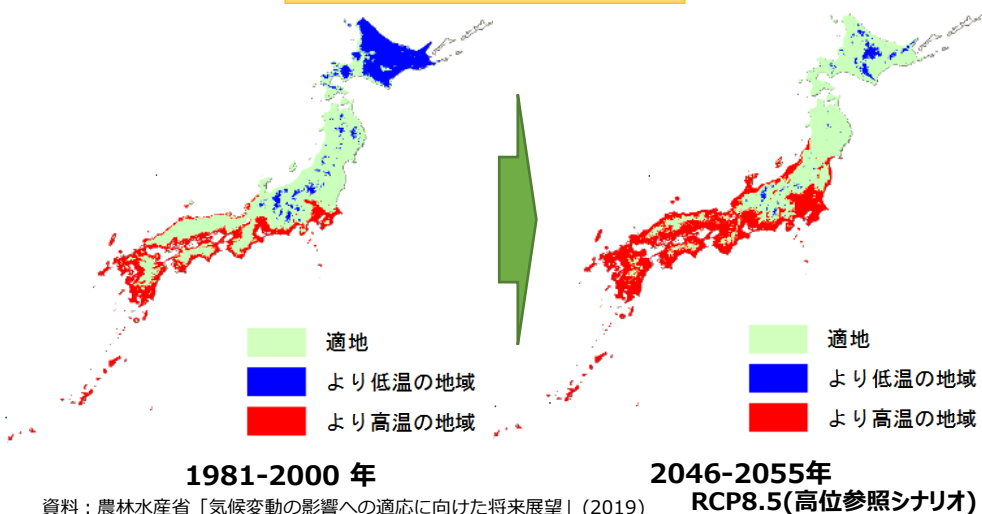 適地
より低温の地域
より高温の地域
適地
より低温の地域
より高温の地域
1981-2000 年
2046-2055年
RCP8.5(高位参照シナリオ)
資料：農林水産省「気候変動の影響への適応に向けた将来展望」(2019)